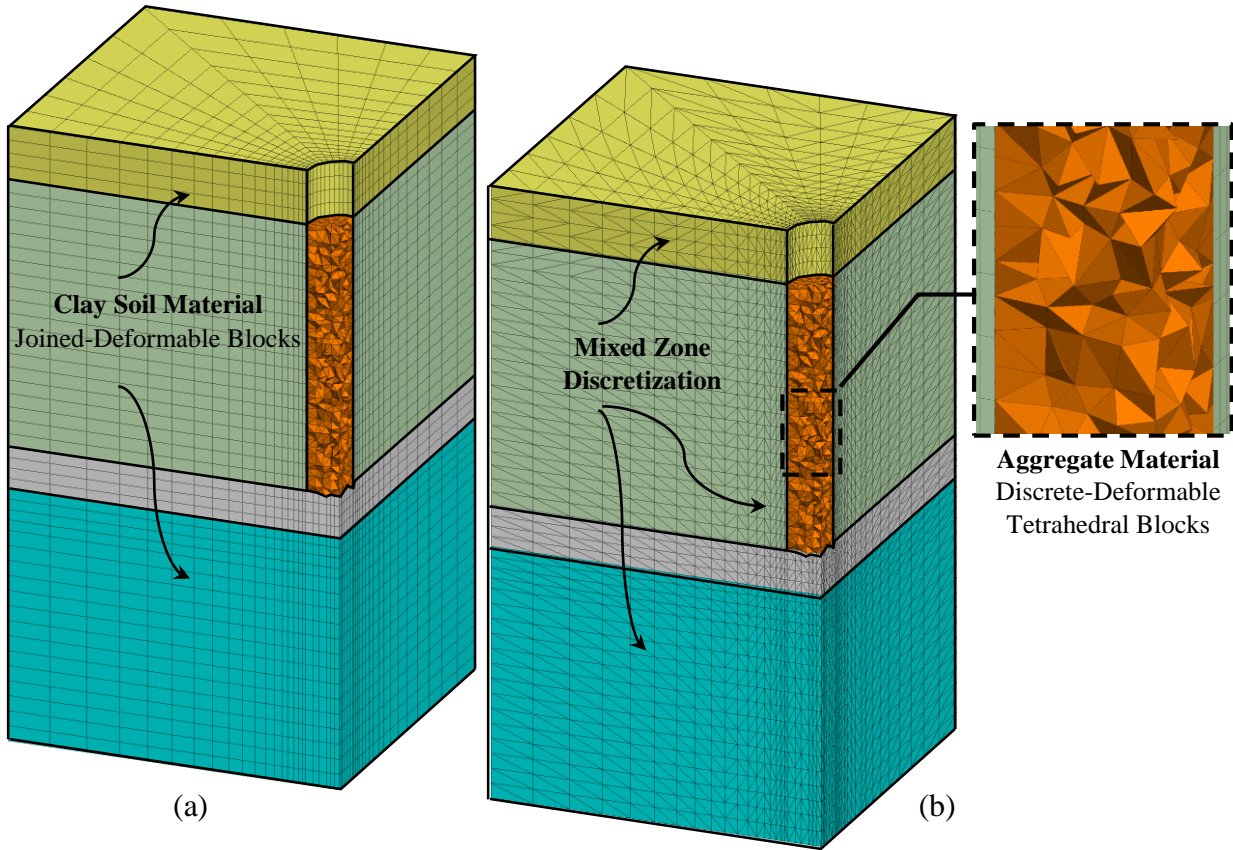 Clay Soil Material
Joined-Deformable Blocks
Mixed Zone
Discretization
Aggregate Material
Discrete-Deformable
Tetrahedral Blocks
(a)
(b)